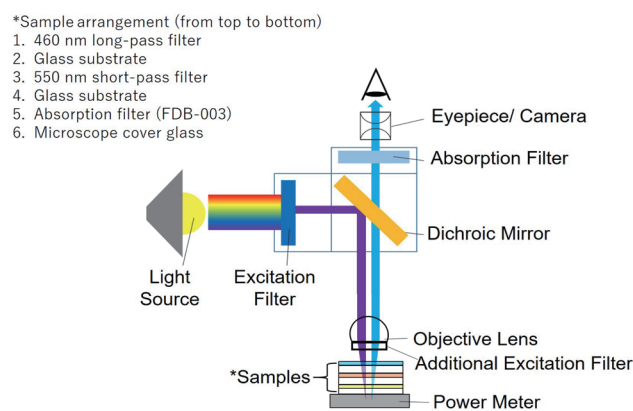 *Sample arrangement (from top to bottom)
1. 460 nm long-pass filter
2. Glass substrate
3. 550 nm short-pass filter
4. Glass substrate
5. Absorption filter (FDB-003)
6. Microscope cover glass
Eyepiece/ Camera
Absorption Filter
Dichroic Mirror
Light
Source
Excitation
Filter
Objective Lens
Additional Excitation Filter
*Samples
Power Meter